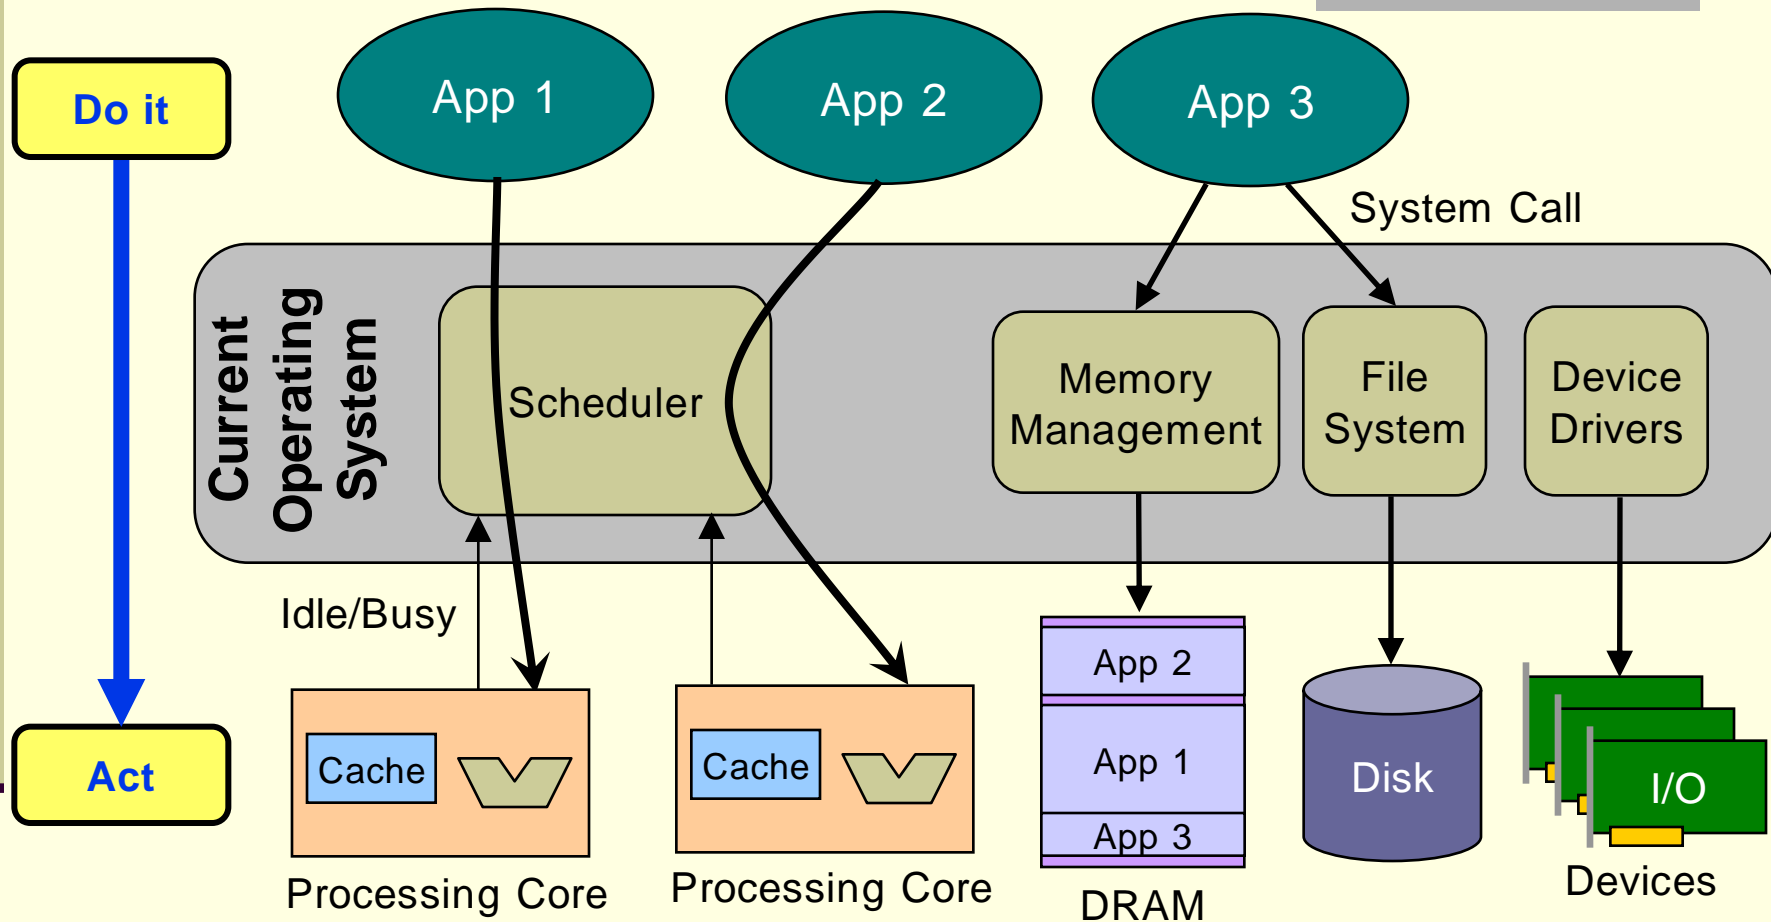 Do it
App 1
App 2
App 3
System Call
Current
Operating
System
Scheduler
Memory
Management
File
System
Device
Drivers
Idle/Busy
Act
Cache
Cache
App 2
App 1
App 3
Disk
I/O
Processing Core
Processing Core
DRAM
Devices